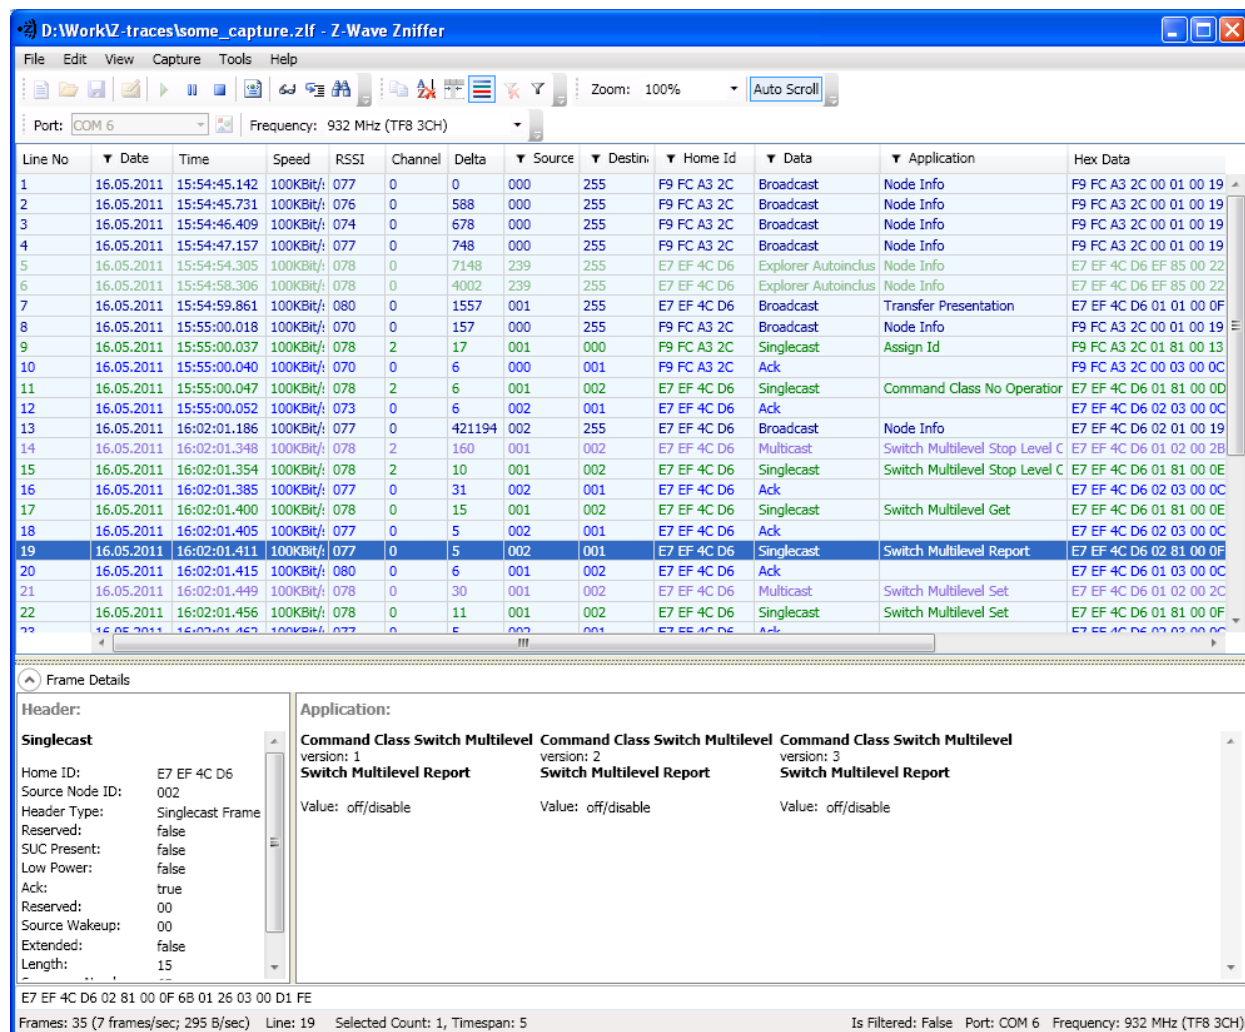 D:\Work\Z-traces\some_capture.zlf - Z-Wave Zniffer
File Edit View Capture Tools Help
Zoom: 100% Auto Scroll
Port: COM 6 Frequency: 932 MHz (TF8 3CH)
Line No Date Time Speed RSSI Channel Delta Source Destin. Home Id Data Application Hex Data
1 16.05.2011 15:54:45.142 100KBit/s 077 0 0 000 255 F9 FC A3 2C Broadcast Node Info F9 FC A3 2C 00 01 00 19
2 16.05.2011 15:54:45.731 100KBit/s 076 0 588 000 255 F9 FC A3 2C Broadcast Node Info F9 FC A3 2C 00 01 00 19
3 16.05.2011 15:54:46.409 100KBit/s 074 0 678 000 255 F9 FC A3 2C Broadcast Node Info F9 FC A3 2C 00 01 00 19
4 16.05.2011 15:54:47.157 100KBit/s 077 0 748 000 255 F9 FC A3 2C Broadcast Node Info F9 FC A3 2C 00 01 00 19
5 16.05.2011 15:54:54.305 100KBit/s 078 0 7148 239 255 E7 EF 4C D6 Explorer Autoinclus Node Info E7 EF 4C D6 EF 85 00 22
6 16.05.2011 15:54:58.306 100KBit/s 078 0 4002 239 255 E7 EF 4C D6 Explorer Autoinclus Node Info E7 EF 4C D6 EF 85 00 22
7 16.05.2011 15:54:59.861 100KBit/s 080 0 1557 001 255 E7 EF 4C D6 Broadcast Transfer Presentation E7 EF 4C D6 01 01 00 0F
8 16.05.2011 15:55:00.018 100KBit/s 070 0 157 000 255 F9 FC A3 2C Broadcast Node Info F9 FC A3 2C 00 01 00 19
9 16.05.2011 15:55:00.037 100KBit/s 078 2 17 001 000 F9 FC A3 2C Singlecast Assign Id F9 FC A3 2C 01 81 00 13
10 16.05.2011 15:55:00.040 100KBit/s 070 0 6 000 001 F9 FC A3 2C Ack F9 FC A3 2C 00 03 00 0C
11 16.05.2011 15:55:00.047 100KBit/s 078 2 6 001 002 E7 EF 4C D6 Singlecast Command Class No Operation E7 EF 4C D6 01 81 00 0D
12 16.05.2011 15:55:00.052 100KBit/s 073 0 6 002 001 E7 EF 4C D6 Ack E7 EF 4C D6 02 03 00 0C
13 16.05.2011 16:02:01.186 100KBit/s 077 0 421194 002 255 E7 EF 4C D6 Broadcast Node Info E7 EF 4C D6 02 01 00 19
14 16.05.2011 16:02:01.348 100KBit/s 078 2 160 001 002 E7 EF 4C D6 Multicast Switch Multilevel Stop Level C E7 EF 4C D6 01 02 00 2B
15 16.05.2011 16:02:01.354 100KBit/s 078 2 10 001 002 E7 EF 4C D6 Singlecast Switch Multilevel Stop Level C E7 EF 4C D6 01 81 00 0E
16 16.05.2011 16:02:01.385 100KBit/s 077 0 31 002 001 E7 EF 4C D6 Ack E7 EF 4C D6 02 03 00 0C
17 16.05.2011 16:02:01.400 100KBit/s 078 0 15 001 002 E7 EF 4C D6 Singlecast Switch Multilevel Get E7 EF 4C D6 01 81 00 0E
18 16.05.2011 16:02:01.405 100KBit/s 077 0 5 002 001 E7 EF 4C D6 Ack E7 EF 4C D6 02 03 00 0C
19 16.05.2011 16:02:01.411 100KBit/s 077 0 5 002 001 E7 EF 4C D6 Singlecast Switch Multilevel Report E7 EF 4C D6 02 81 00 0F
20 16.05.2011 16:02:01.415 100KBit/s 080 0 6 001 002 E7 EF 4C D6 Ack E7 EF 4C D6 01 03 00 0C
21 16.05.2011 16:02:01.449 100KBit/s 078 0 30 001 002 E7 EF 4C D6 Multicast Switch Multilevel Set E7 EF 4C D6 01 02 00 2C
22 16.05.2011 16:02:01.456 100KBit/s 078 0 11 001 002 E7 EF 4C D6 Singlecast Switch Multilevel Set E7 EF 4C D6 01 81 00 0F
23 16.05.2011 16:02:01.462 100KBit/s 077 0 5 002 001 E7 EF 4C D6 Ack E7 EF 4C D6 02 03 00 0C
Frame Details
Header:
Singlecast
Home ID: E7 EF 4C D6
Source Node ID: 002
Header Type: Singlecast Frame
Reserved: false
SUC Present: false
Low Power: false
Ack: true
Reserved: 00
Source Wakeup: 00
Extended: false
Length: 15
Application:
Command Class Switch Multilevel Command Class Switch Multilevel Command Class Switch Multilevel
version: 1 version: 2 version: 3
Switch Multilevel Report Switch Multilevel Report Switch Multilevel Report
Value: off/disable Value: off/disable Value: off/disable
E7 EF 4C D6 02 81 00 0F 6B 01 26 03 00 D1 FE
Frames: 35 (7 frames/sec; 295 B/sec) Line: 19 Selected Count: 1, Timespan: 5 Is Filtered: False Port: COM 6 Frequency: 932 MHz (TF8 3CH)